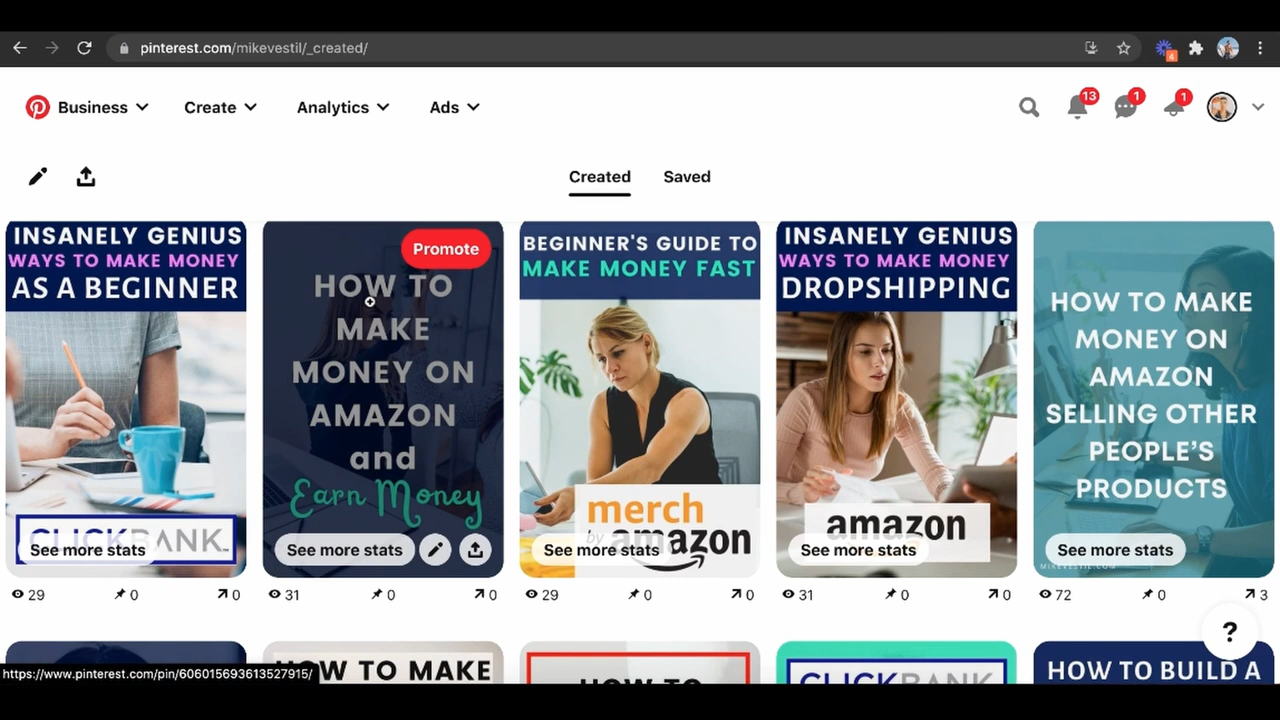 pinterest.com/mikevestil/_created/
4
Business
Create
Analytics
Ads
13
1
1
Created
Saved
INSANELY GENIUS
WAYS TO MAKE MONEY
AS A BEGINNER
CLICKBANK
See more stats
29
0
0
Promote
HOW TO
MAKE
MONEY ON
AMAZON
and
Earn Money
See more stats
31
0
0
BEGINNER'S GUIDE TO
MAKE MONEY FAST
merch
by amazon
See more stats
29
0
0
INSANELY GENIUS
WAYS TO MAKE MONEY
DROPSHIPPING
amazon
See more stats
31
0
0
HOW TO MAKE
MONEY ON
AMAZON
SELLING OTHER
PEOPLE'S
PRODUCTS
See more stats
MIKEVESTIL.COM
72
0
3
?
HOW TO MAKE
HOW TO
CLICKBANK
HOW TO BUILD A
https://www.pinterest.com/pin/606015693613527915/